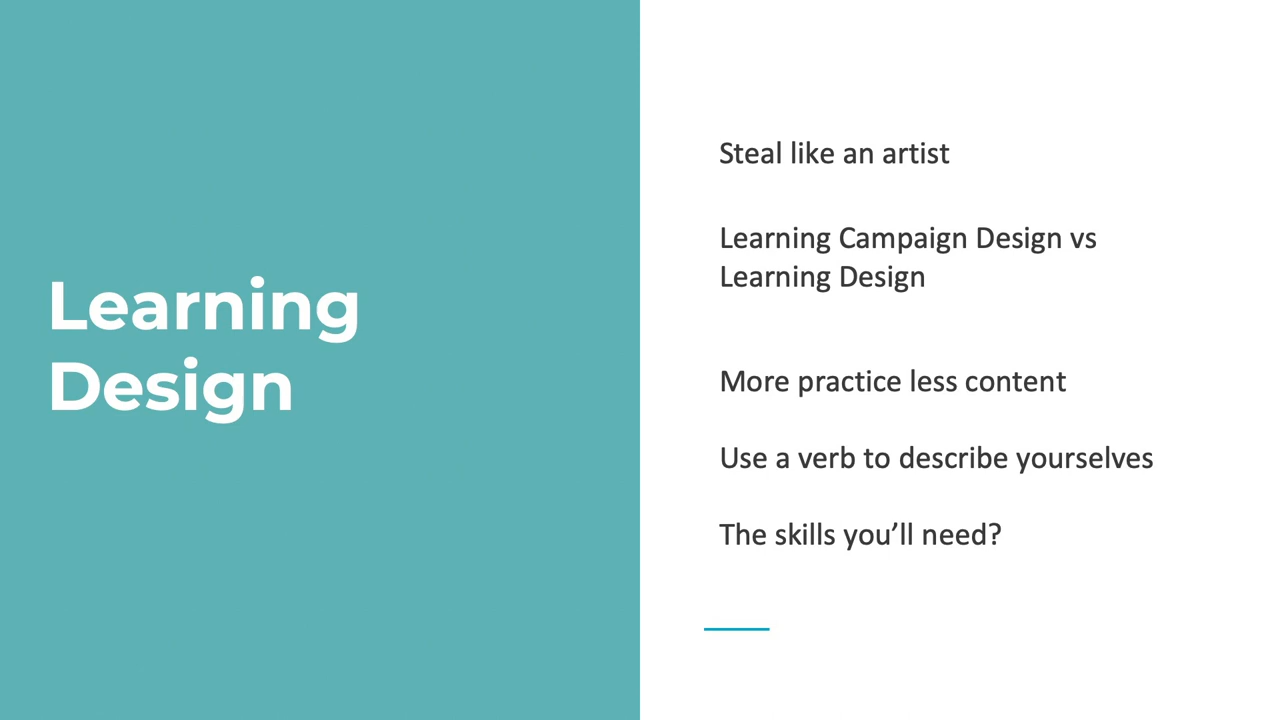 Learning
Design
Steal like an artist
Learning Campaign Design vs
Learning Design
More practice less content
Use a verb to describe yourselves
The skills you’ll need?